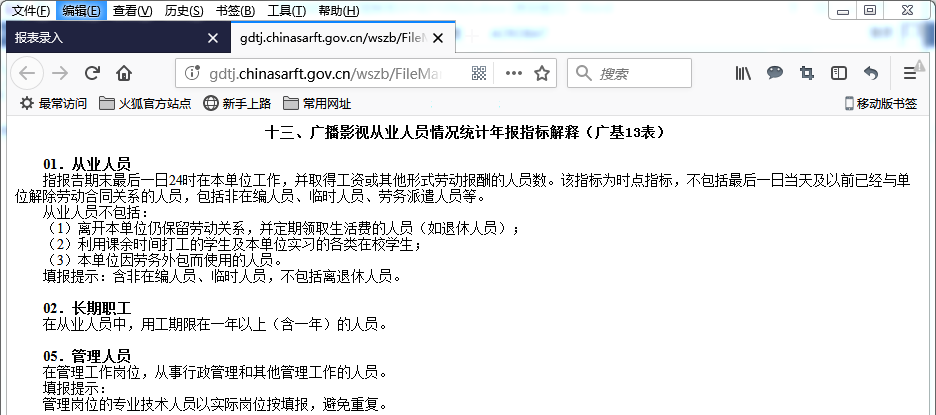 文件(F) 编辑(E) 查看(V) 历史(S) 书签(B) 工具(T) 帮助(H)
报表录入
gdtj.chinasarft.gov.cn/wszb/FileM
gdtj.chinasarft.gov.cn/wszb/FileMa
搜索
最常访问 火狐官方站点 新手上路 常用网址 移动版书签
十三、广播影视从业人员情况统计年报指标解释（广基13表）
01．从业人员
指报告期末最后一日24时在本单位工作，并取得工资或其他形式劳动报酬的人员数。该指标为时点指标，不包括最后一日当天及以前已经与单
位解除劳动合同关系的人员，包括非在编人员、临时人员、劳务派遣人员等。
从业人员不包括：
（1）离开本单位仍保留劳动关系，并定期领取生活费的人员（如退休人员）；
（2）利用课余时间打工的学生及本单位实习的各类在校学生；
（3）本单位因劳务外包而使用的人员。
填报提示：含非在编人员、临时人员，不包括离退休人员。
02．长期职工
在从业人员中，用工期限在一年以上（含一年）的人员。
05．管理人员
在管理工作岗位，从事行政管理和其他管理工作的人员。
填报提示：
管理岗位的专业技术人员以实际岗位按填报，避免重复。